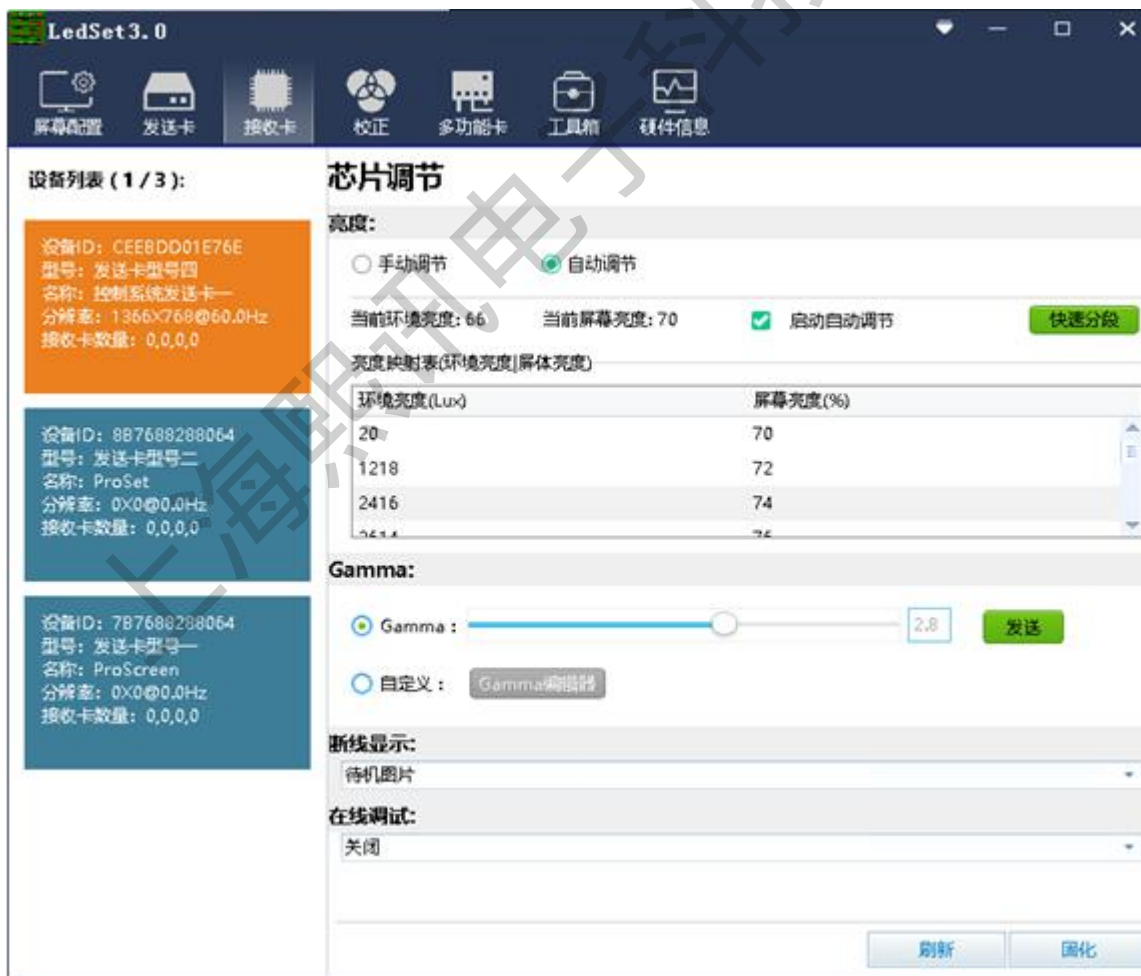 LedSet3.0
屏幕配置 发送卡 接收卡 校正 多功能卡 工具箱 硬件信息
设备列表 (1/3):
设备ID: CEEBDD01E76E
型号: 发送卡型号四
名称: 控制系统发送卡一
分辨率: 1366X768@60.0Hz
接收卡数量: 0,0,0,0
设备ID: 8B7688288064
型号: 发送卡型号二
名称: ProSet
分辨率: 0X0@0.0Hz
接收卡数量: 0,0,0,0
设备ID: 7B7688288064
型号: 发送卡型号一
名称: ProScreen
分辨率: 0X0@0.0Hz
接收卡数量: 0,0,0,0
芯片调节
亮度:
手动调节 自动调节
当前环境亮度: 66 当前屏幕亮度: 70 启动自动调节 快速分段
亮度映射表(环境亮度|屏体亮度)
环境亮度(Lux) 屏幕亮度(%)
20 70
1218 72
2416 74
Gamma:
Gamma : 2.8 发送
自定义 : Gamma编辑器
断线显示:
待机图片
在线调试:
关闭
刷新 固化
上海熙讯电子科技